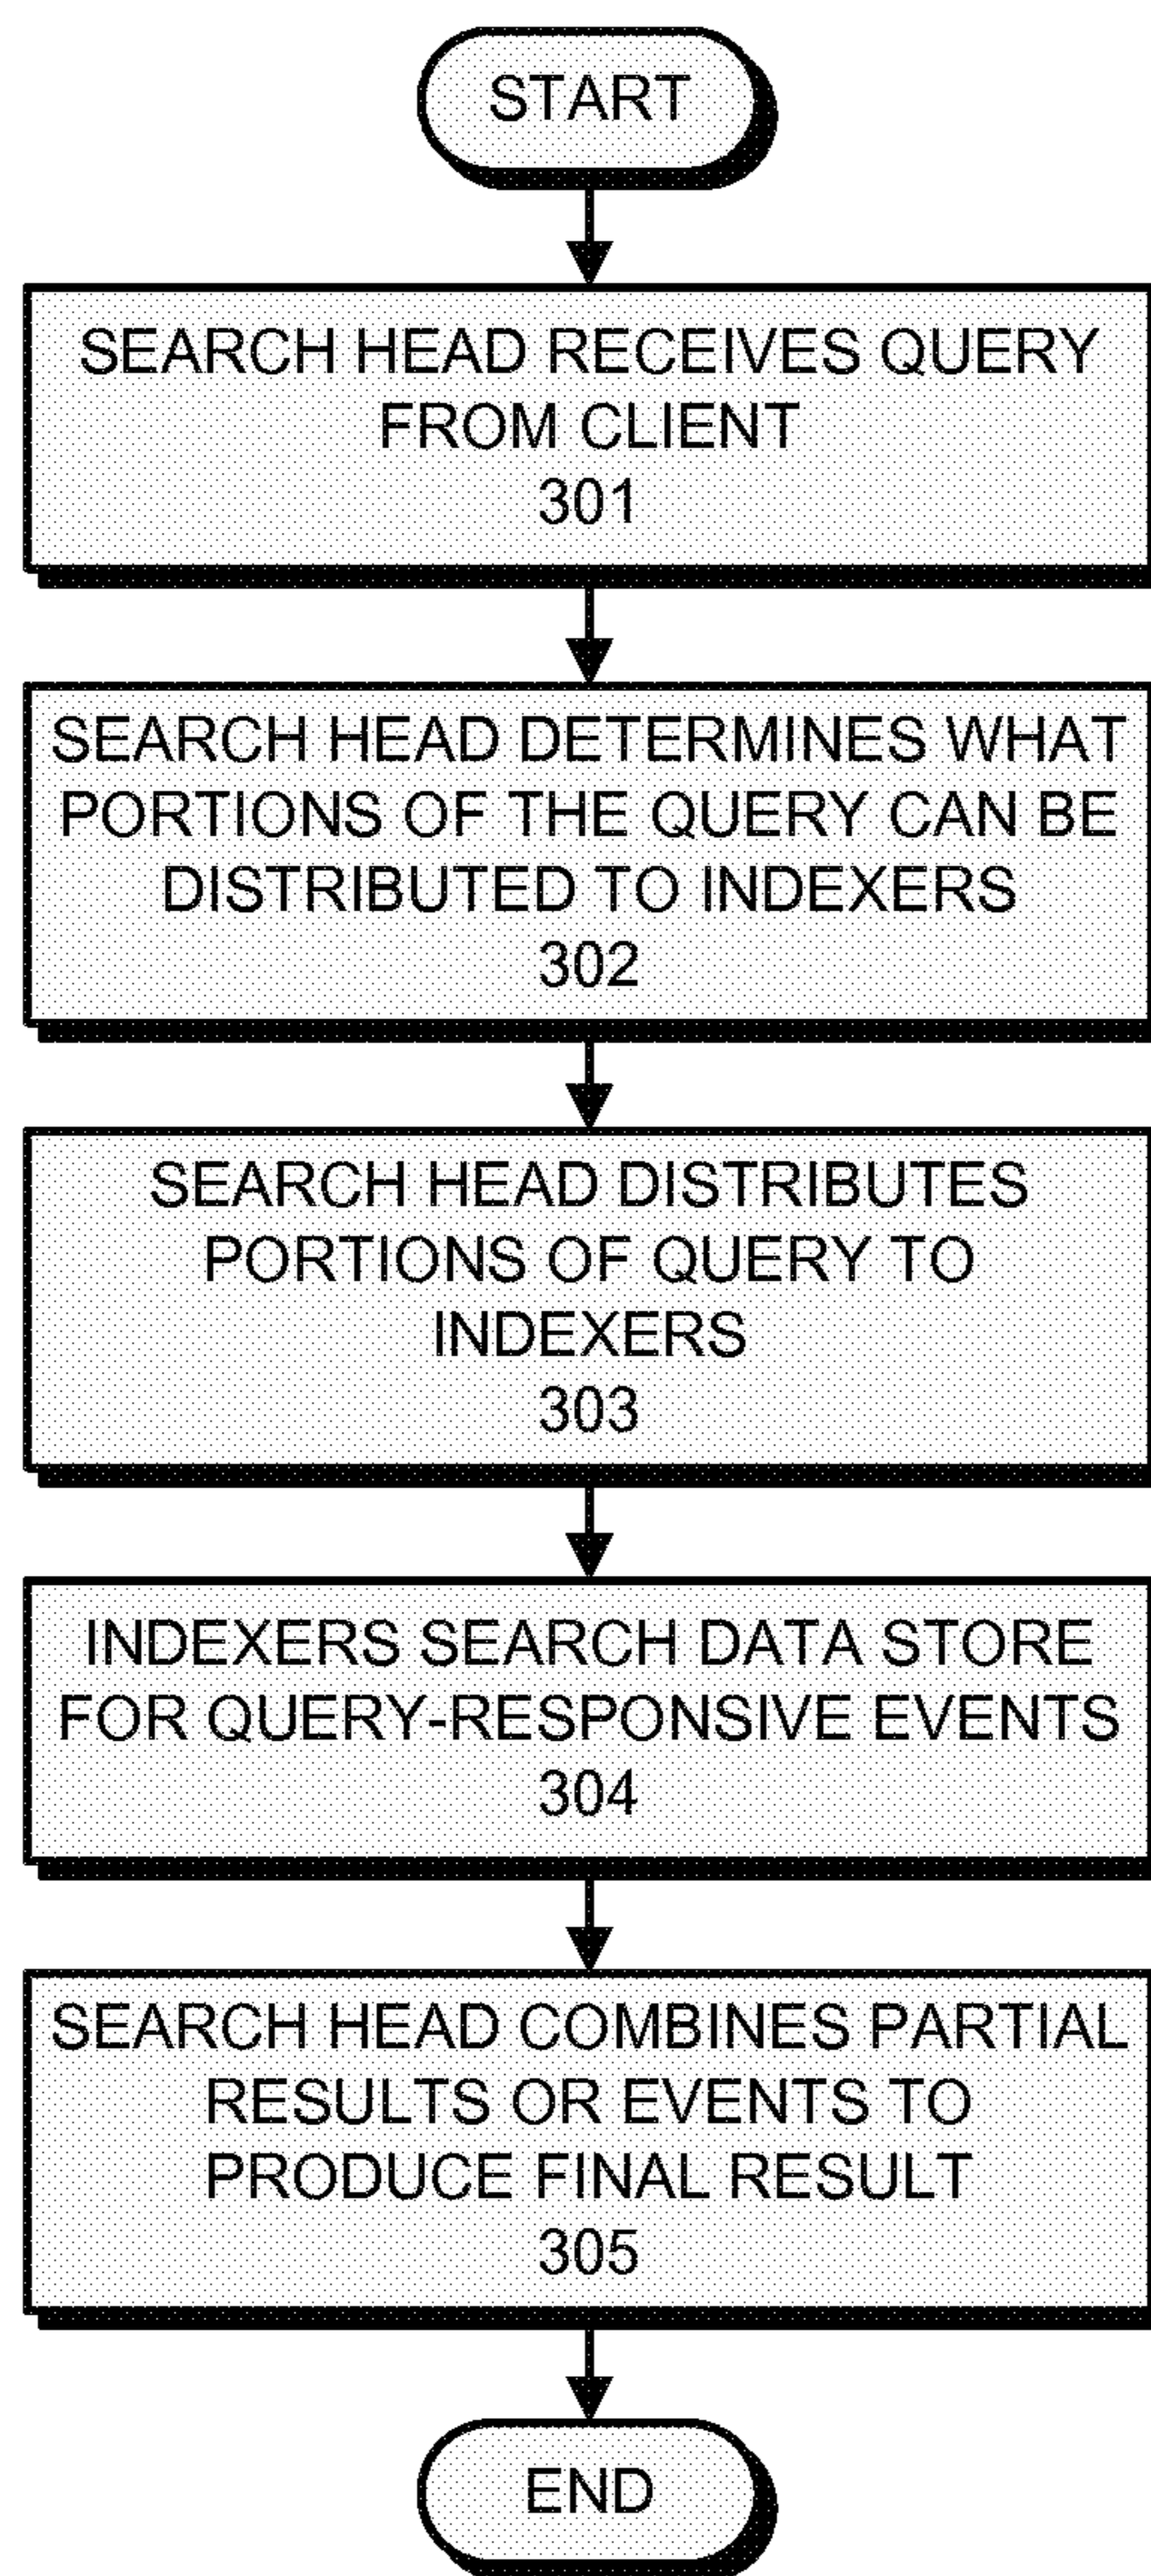 START
SEARCH HEAD RECEIVES QUERY
FROM CLIENT
301
SEARCH HEAD DETERMINES WHAT
PORTIONS OF THE QUERY CAN BE
DISTRIBUTED TO INDEXERS
302
SEARCH HEAD DISTRIBUTES
PORTIONS OF QUERY TO
INDEXERS
303
INDEXERS SEARCH DATA STORE
FOR QUERY-RESPONSIVE EVENTS
304
SEARCH HEAD COMBINES PARTIAL
RESULTS OR EVENTS TO
PRODUCE FINAL RESULT
305
END